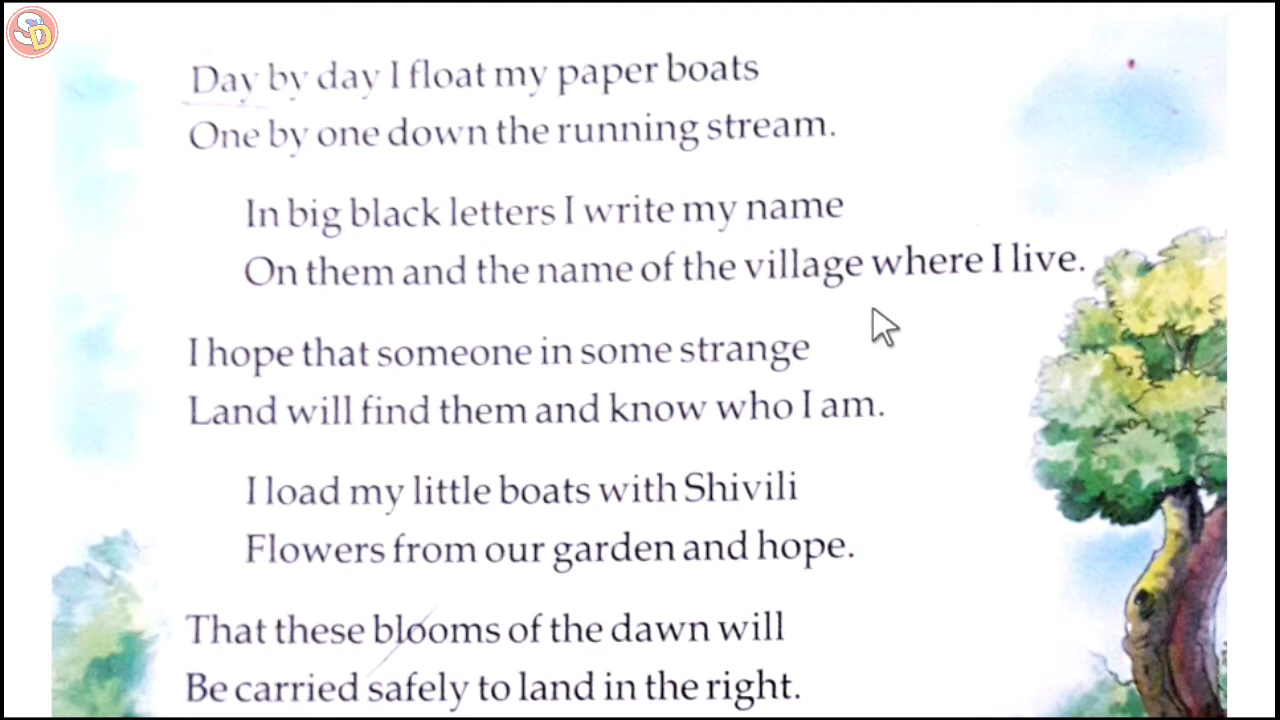 SD
Day by day I float my paper boats
One by one down the running stream.
In big black letters I write my name
On them and the name of the village where I live.
I hope that someone in some strange
Land will find them and know who I am.
I load my little boats with Shivili
Flowers from our garden and hope.
That these blooms of the dawn will
Be carried safely to land in the right.